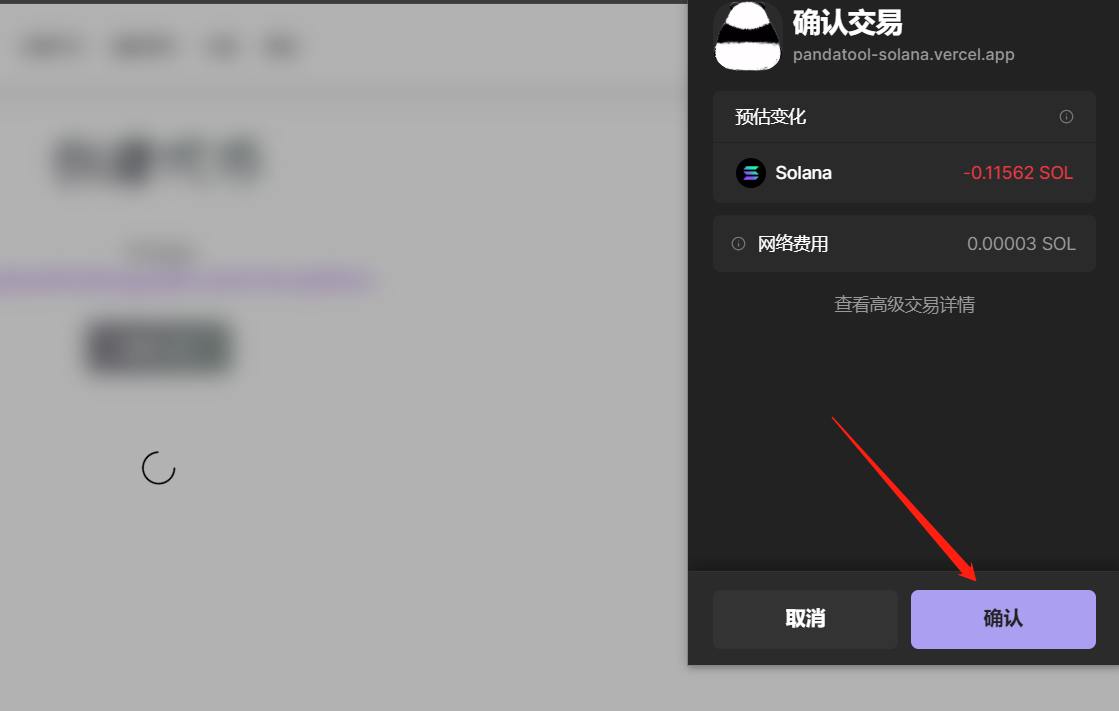 确认交易
pandatool-solana.vercel.app
预估变化
Solana -0.11562 SOL
网络费用 0.00003 SOL
查看高级交易详情
取消 确认